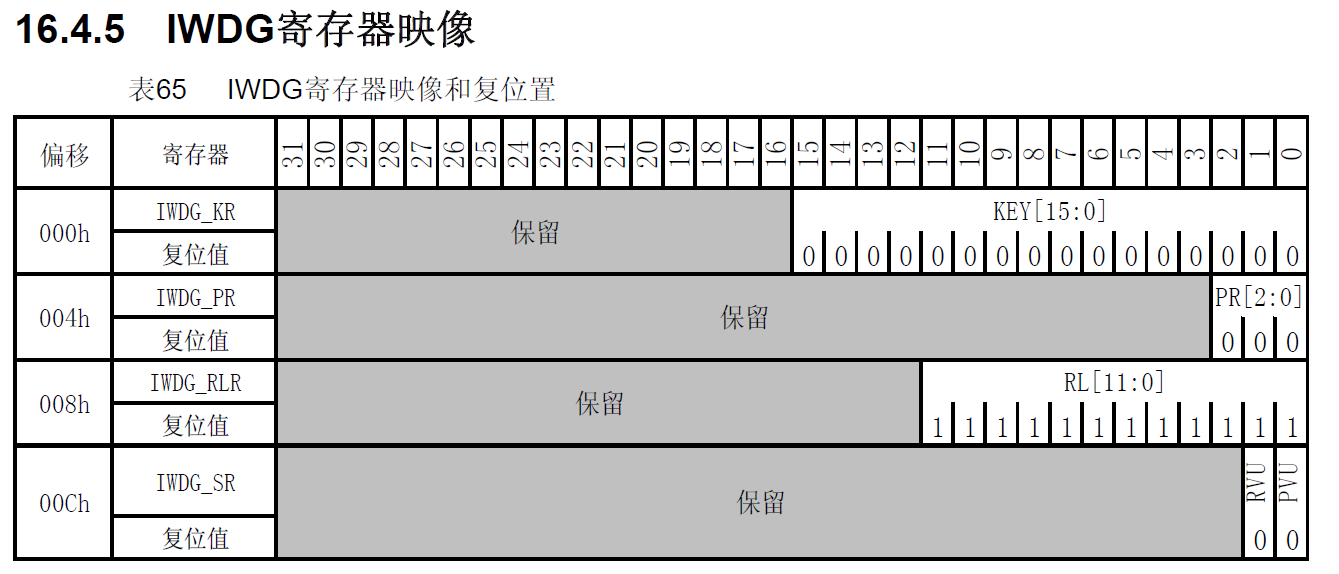 16.4.5 IWDG寄存器映像
表65 IWDG寄存器映像和复位置
偏移 寄存器 31 30 29 28 27 26 25 24 23 22 21 20 19 18 17 16 15 14 13 12 11 10 9 8 7 6 5 4 3 2 1 0
000h IWDG_KR 保留 KEY[15:0]
复位值 0 0 0 0 0 0 0 0 0 0 0 0 0 0 0 0
004h IWDG_PR 保留 PR[2:0]
复位值 0 0 0
008h IWDG_RLR 保留 RL[11:0]
复位值 1 1 1 1 1 1 1 1 1 1 1 1
00Ch IWDG_SR 保留 RVU PVU
复位值 0 0